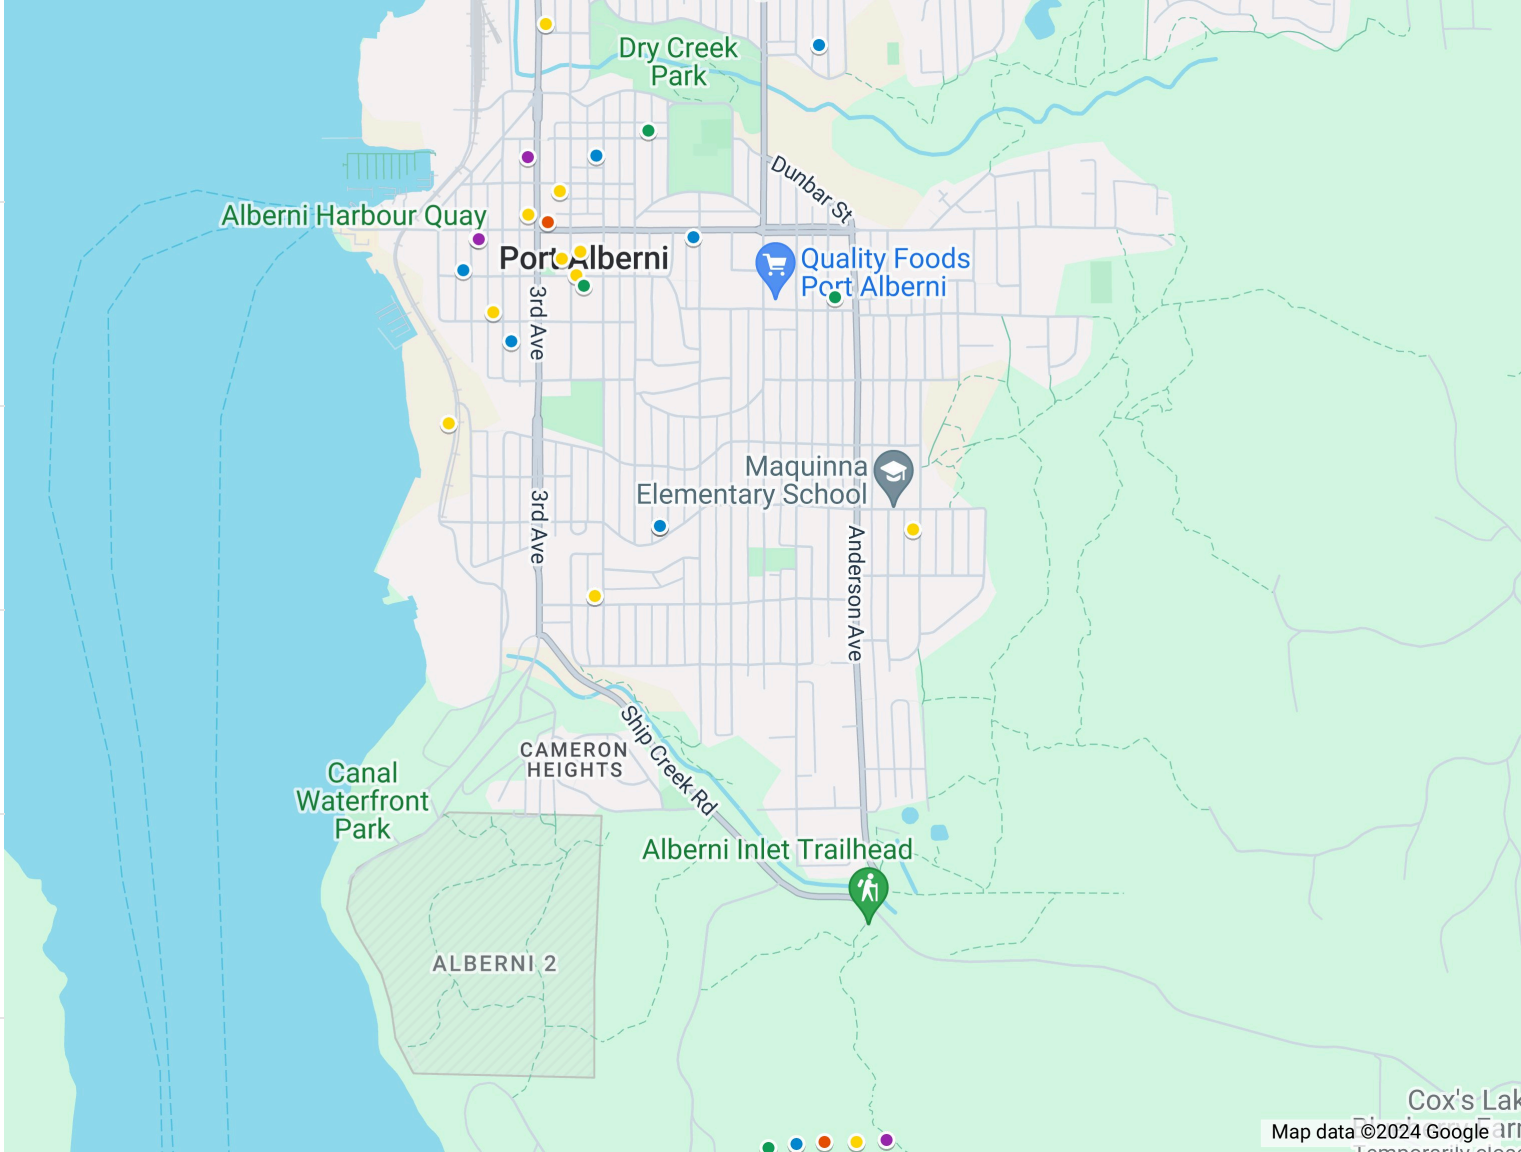 Dry Creek
Park
Dunbar St
Alberni Harbour Quay
Port Alberni
Quality Foods
Port Alberni
3rd Ave
Maquinna
Elementary School
3rd Ave
Anderson Ave
Ship Creek Rd
CAMERON
HEIGHTS
Canal
Waterfront
Park
Alberni Inlet Trailhead
ALBERNI 2
Cox's Lak
Map data ©2024 Google